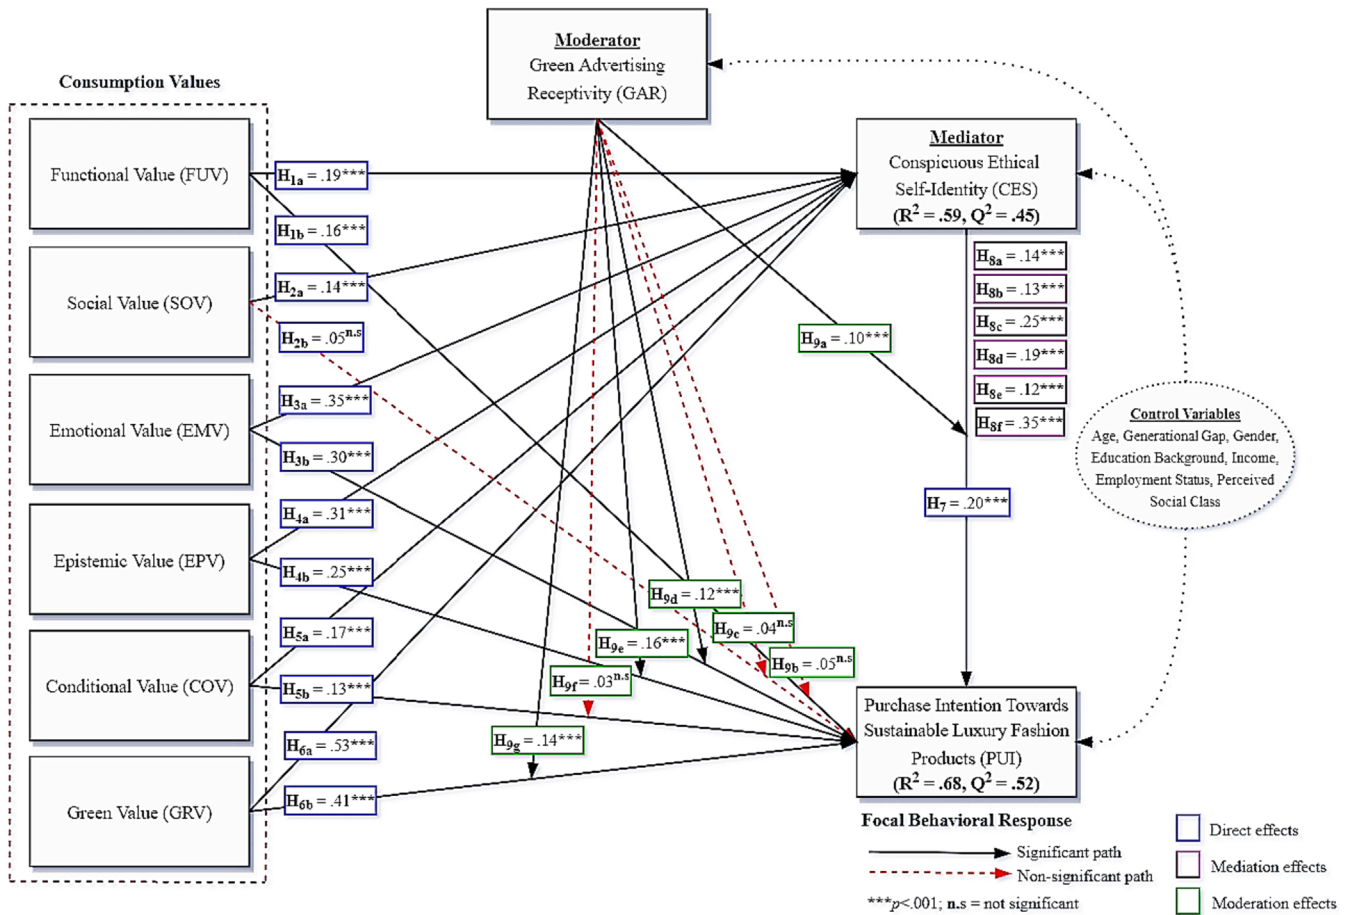 Moderator
Green Advertising
Receptivity (GAR)
Consumption Values
Functional Value (FUV)
Social Value (SOV)
Emotional Value (EMV)
Epistemic Value (EPV)
Conditional Value (COV)
Green Value (GRV)
H1a = .19***
H1b = .16***
H2a = .14***
H2b = .05n.s
H3a = .35***
H3b = .30***
H4a = .31***
H4b = .25***
H5a = .17***
H5b = .13***
H6a = .53***
H6b = .41***
Mediator
Conspicuous Ethical
Self-Identity (CES)
(R² = .59, Q² = .45)
H8a = .14***
H8b = .13***
H8c = .25***
H8d = .19***
H8e = .12***
H8f = .35***
H9a = .10***
H7 = .20***
H9d = .12***
H9c = .04n.s
H9e = .16***
H9b = .05n.s
H9f = .03n.s
H9g = .14***
Control Variables
Age, Generational Gap, Gender,
Education Background, Income,
Employment Status, Perceived
Social Class
Purchase Intention Towards
Sustainable Luxury Fashion
Products (PUI)
(R² = .68, Q² = .52)
Focal Behavioral Response
Significant path
Non-significant path
***p<.001; n.s = not significant
Direct effects
Mediation effects
Moderation effects